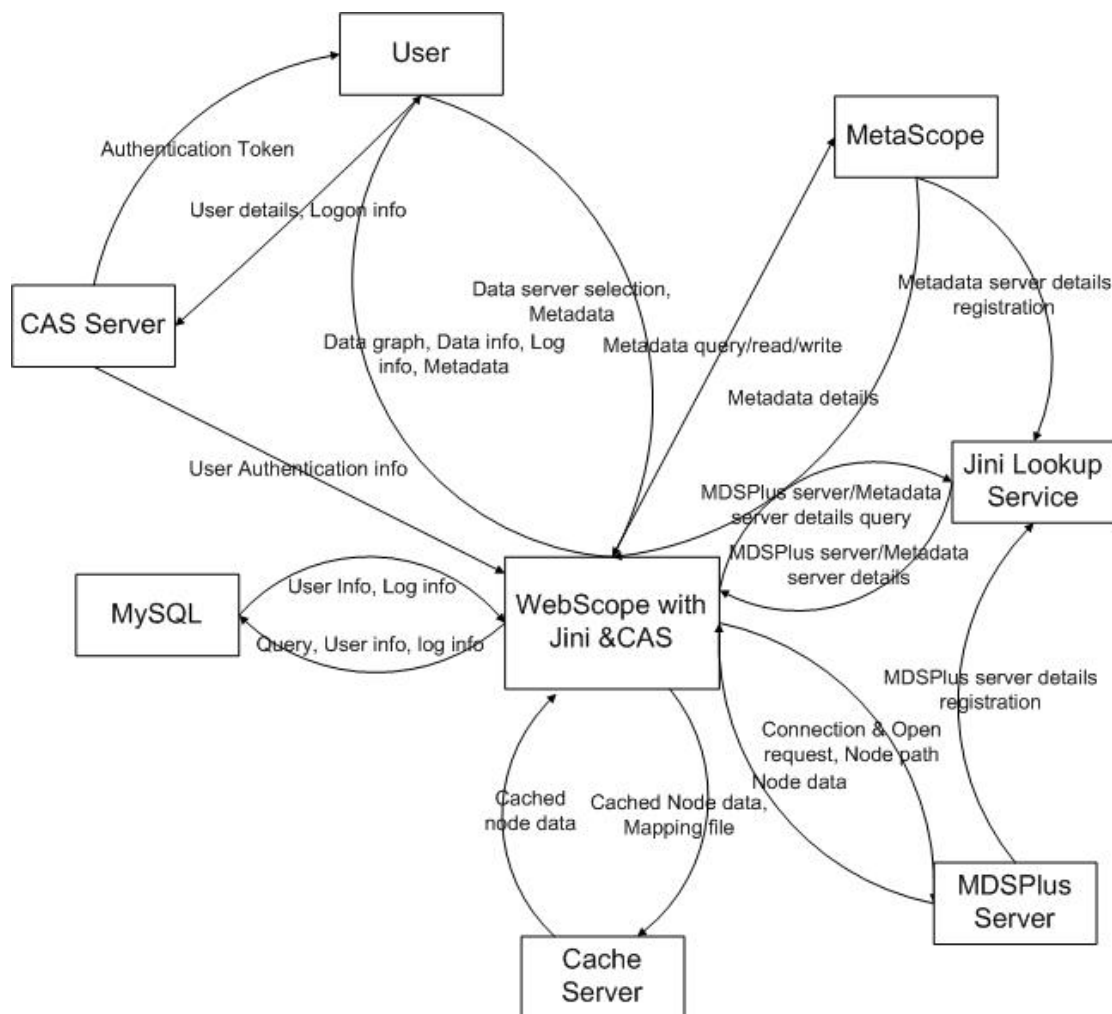 User
MetaScope
Authentication Token
User details, Logon info
Metadata server details
registration
Data server selection,
Metadata
CAS Server
Data graph, Data info, Log
info, Metadata
Metadata query/read/write
Metadata details
User Authentication info
Jini Lookup
Service
MDSPlus server/Metadata
server details query
MDSPlus server/Metadata
server details
User Info, Log info
MySQL
Query, User info, log info
WebScope with
Jini &CAS
MDSPlus server details
registration
Connection & Open
request, Node path
Node data
Cached
node data
Cached Node data,
Mapping file
MDSPlus
Server
Cache
Server